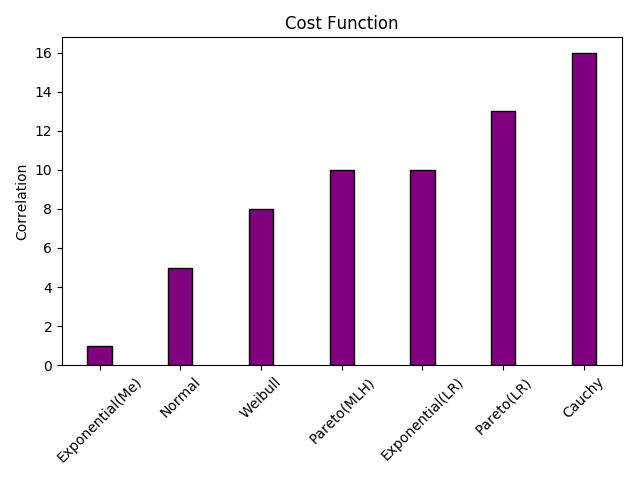 Cost Function
Correlation
16
14
12
10
8
6
4
2
0
Exponential(Me)
Normal
Weibull
Pareto(MLH)
Exponential(LR)
Pareto(LR)
Cauchy